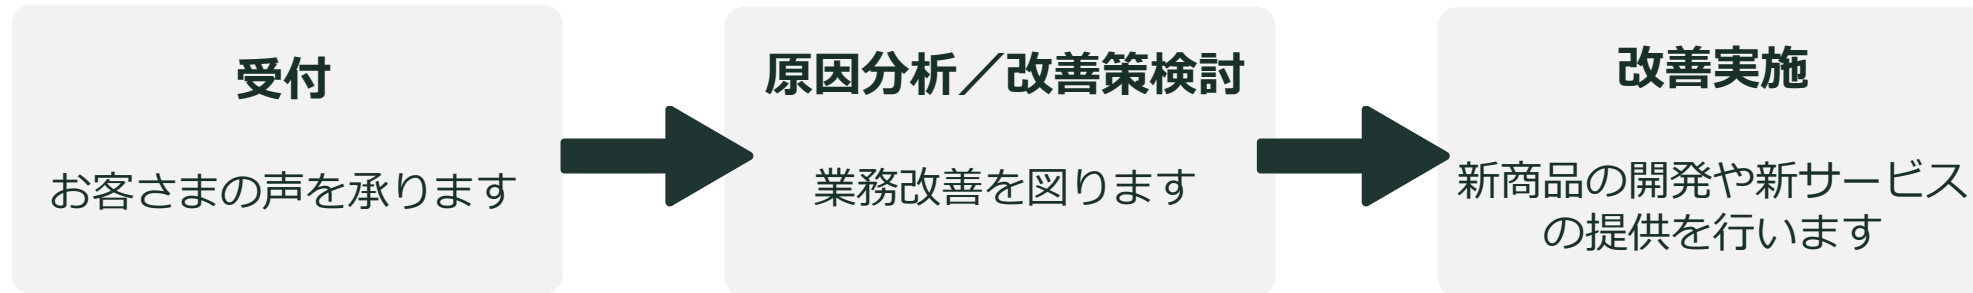 受付
お客さまの声を承ります
原因分析／改善策検討
業務改善を図ります
改善実施
新商品の開発や新サービス
の提供を行います